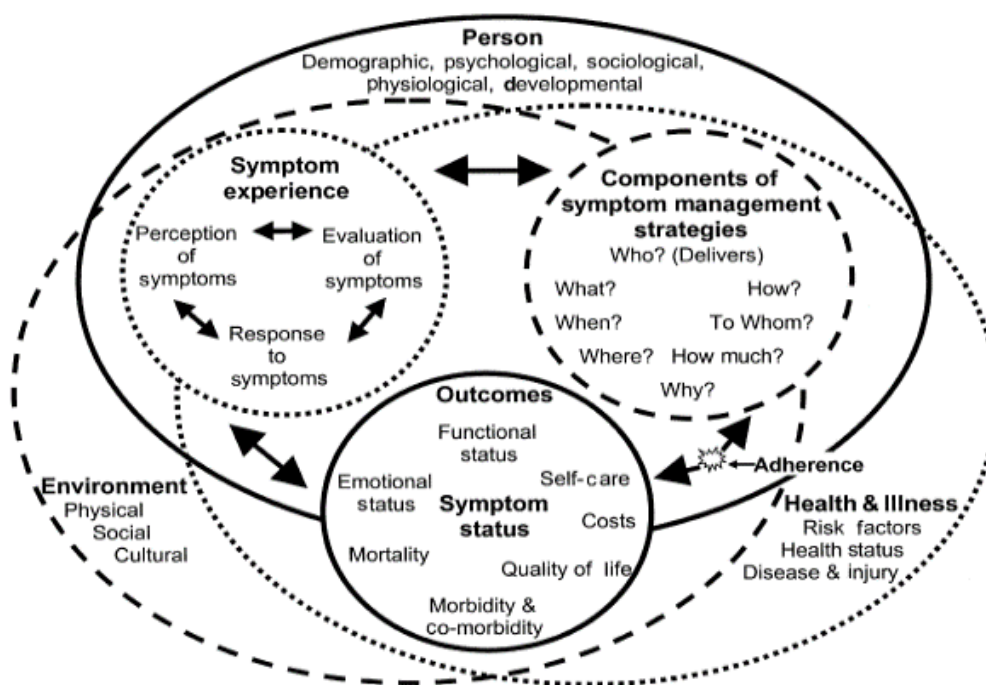 Person
Demographic, psychological, sociological,
physiological, developmental
Symptom
experience
Perception
of
symptoms
Evaluation
of
symptoms
Response
to
symptoms
Components of
symptom management
strategies
Who? (Delivers)
What?
How?
When?
To Whom?
Where?
How much?
Why?
Outcomes
Functional
status
Emotional
status
Self-care
Symptom
status
Costs
Mortality
Quality of life
Morbidity &
co-morbidity
Adherence
Environment
Physical
Social
Cultural
Health & Illness
Risk factors
Health status
Disease & injury